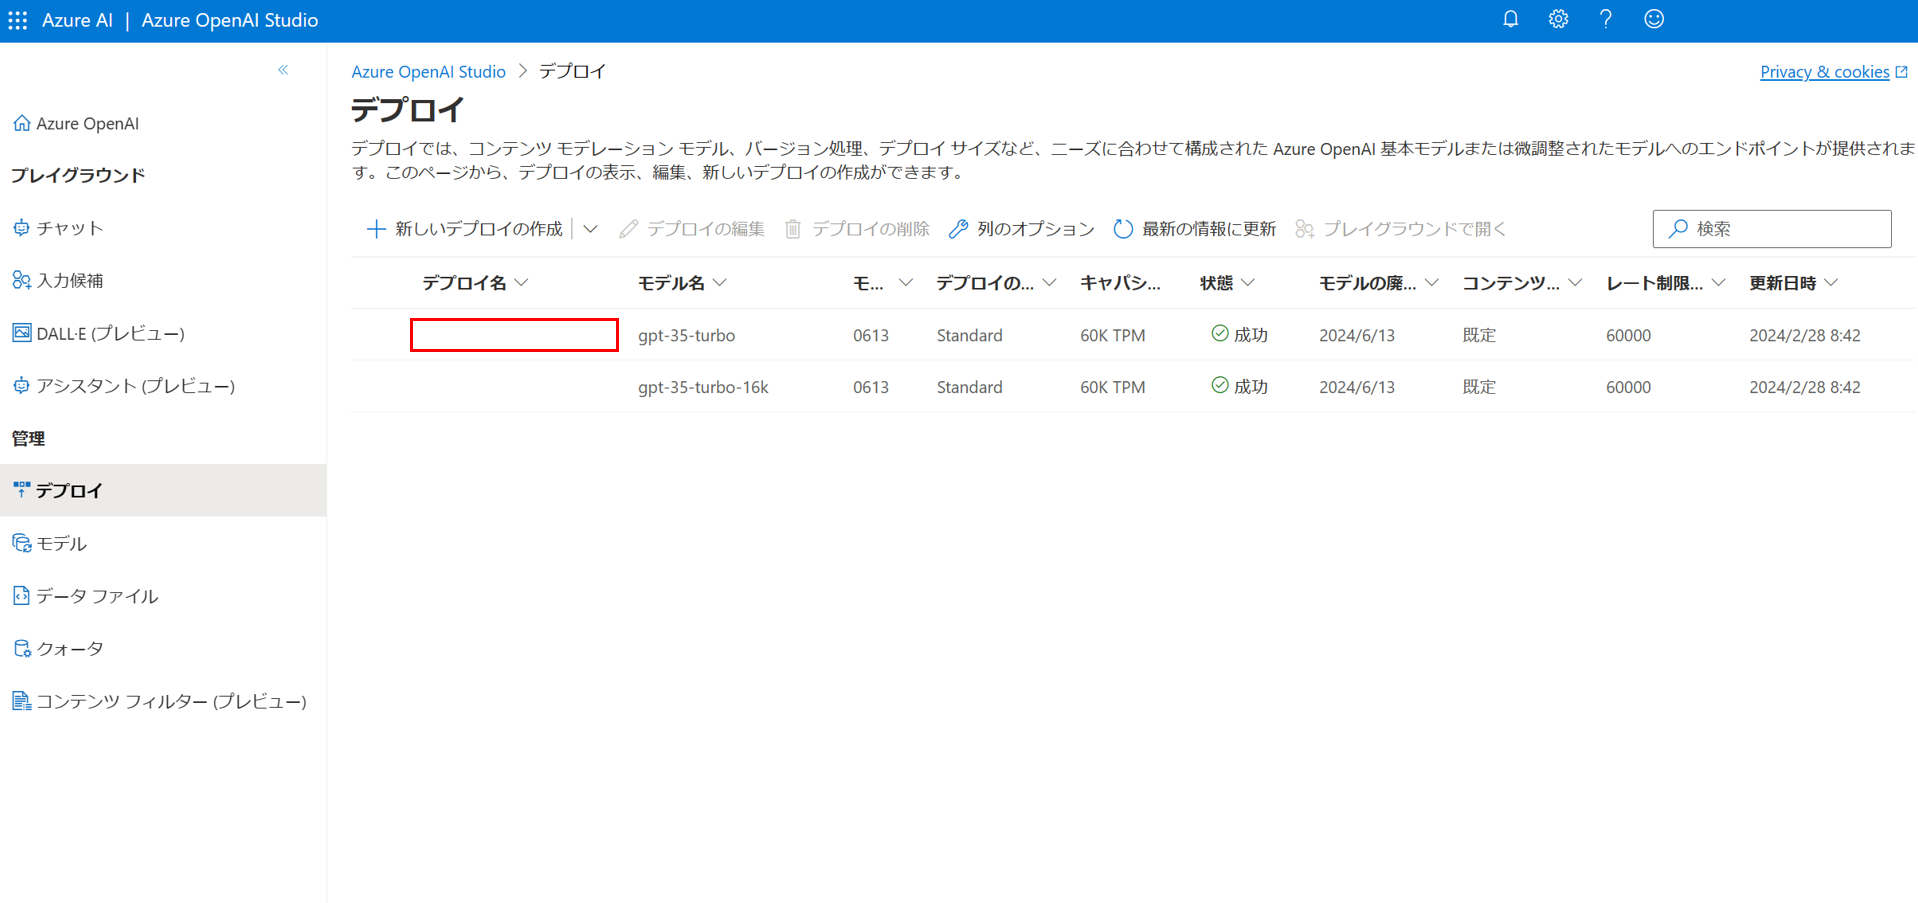 Azure AI | Azure OpenAI Studio
Azure OpenAI
プレイグラウンド
チャット
入力候補
DALL·E (プレビュー)
アシスタント (プレビュー)
管理
デプロイ
モデル
データ ファイル
クォータ
コンテンツ フィルター (プレビュー)
Azure OpenAI Studio > デプロイ
Privacy & cookies
デプロイ
デプロイでは、コンテンツ モデレーション モデル、バージョン処理、デプロイ サイズなど、ニーズに合わせて構成された Azure OpenAI 基本モデルまたは微調整されたモデルへのエンドポイントが提供されま
す。このページから、デプロイの表示、編集、新しいデプロイの作成ができます。
新しいデプロイの作成 デプロイの編集 デプロイの削除 列のオプション 最新の情報に更新 プレイグラウンドで開く 検索
デプロイ名 モデル名 モ... デプロイの... キャパシ... 状態 モデルの廃... コンテンツ... レート制限... 更新日時
gpt-35-turbo 0613 Standard 60K TPM 成功 2024/6/13 既定 60000 2024/2/28 8:42
gpt-35-turbo-16k 0613 Standard 60K TPM 成功 2024/6/13 既定 60000 2024/2/28 8:42